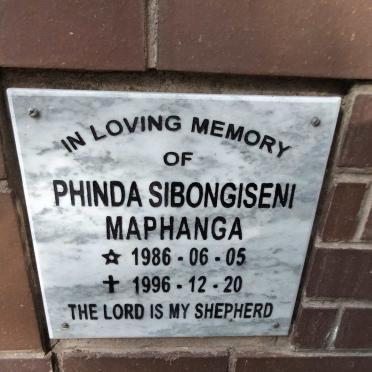 IN LOVING MEMORY
OF
PHINDA SIBONGISENI
MAPHANGA
☆ 1986 - 06 - 05
✝ 1996 - 12 - 20
THE LORD IS MY SHEPHERD